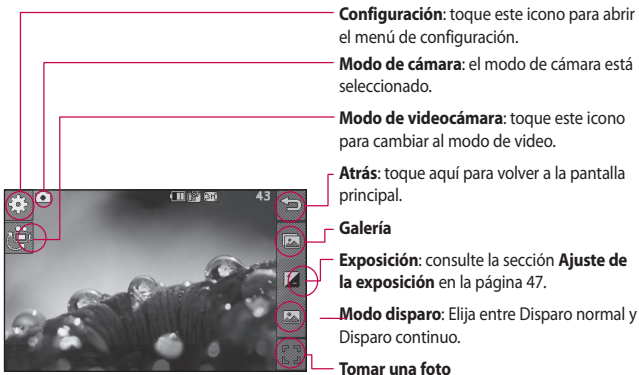 Configuración: toque este icono para abrir
el menú de configuración.
Modo de cámara: el modo de cámara está
seleccionado.
Modo de videocámara: toque este icono
para cambiar al modo de video.
Atrás: toque aquí para volver a la pantalla
principal.
43
Galería
Exposición: consulte la sección Ajuste de
la exposición en la página 47.
Modo disparo: Elija entre Disparo normal y
Disparo continuo.
Tomar una foto